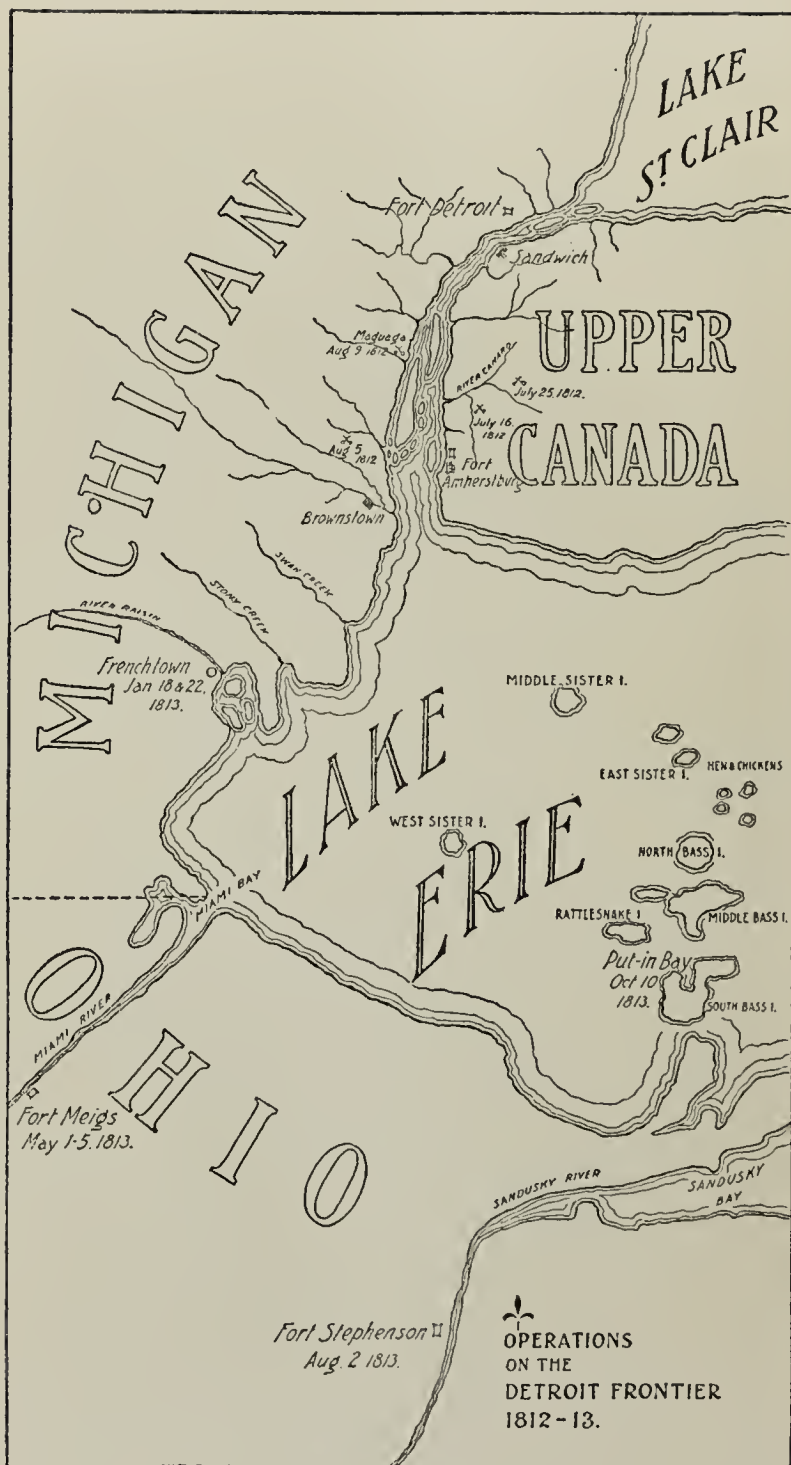 LAKE
ST CLAIR
Fort Detroit
Sandwich
MICHIGAN
UPPER
CANADA
Maguaga
Aug 9 1812
RIVER CANARD
July 25. 1812.
July 16.
1812
Aug 5
1812
Fort
Amherstburg
Brownstown
SWAN CREEK
STONY CREEK
RIVER RAISIN
Frenchtown
Jan 18 & 22,
1813.
MIDDLE SISTER I.
LAKE
ERIE
EAST SISTER I.
HEN & CHICKENS
WEST SISTER I.
NORTH BASS I.
MIAMI BAY
RATTLESNAKE I
MIDDLE BASS I.
Put-in Bay
Oct 10
1813.
SOUTH BASS I.
OHIO
MIAMI RIVER
Fort Meigs
May 1-5. 1813.
SANDUSKY RIVER
SANDUSKY
BAY
Fort Stephenson
Aug. 2 1813.
OPERATIONS
ON THE
DETROIT FRONTIER
1812-13.